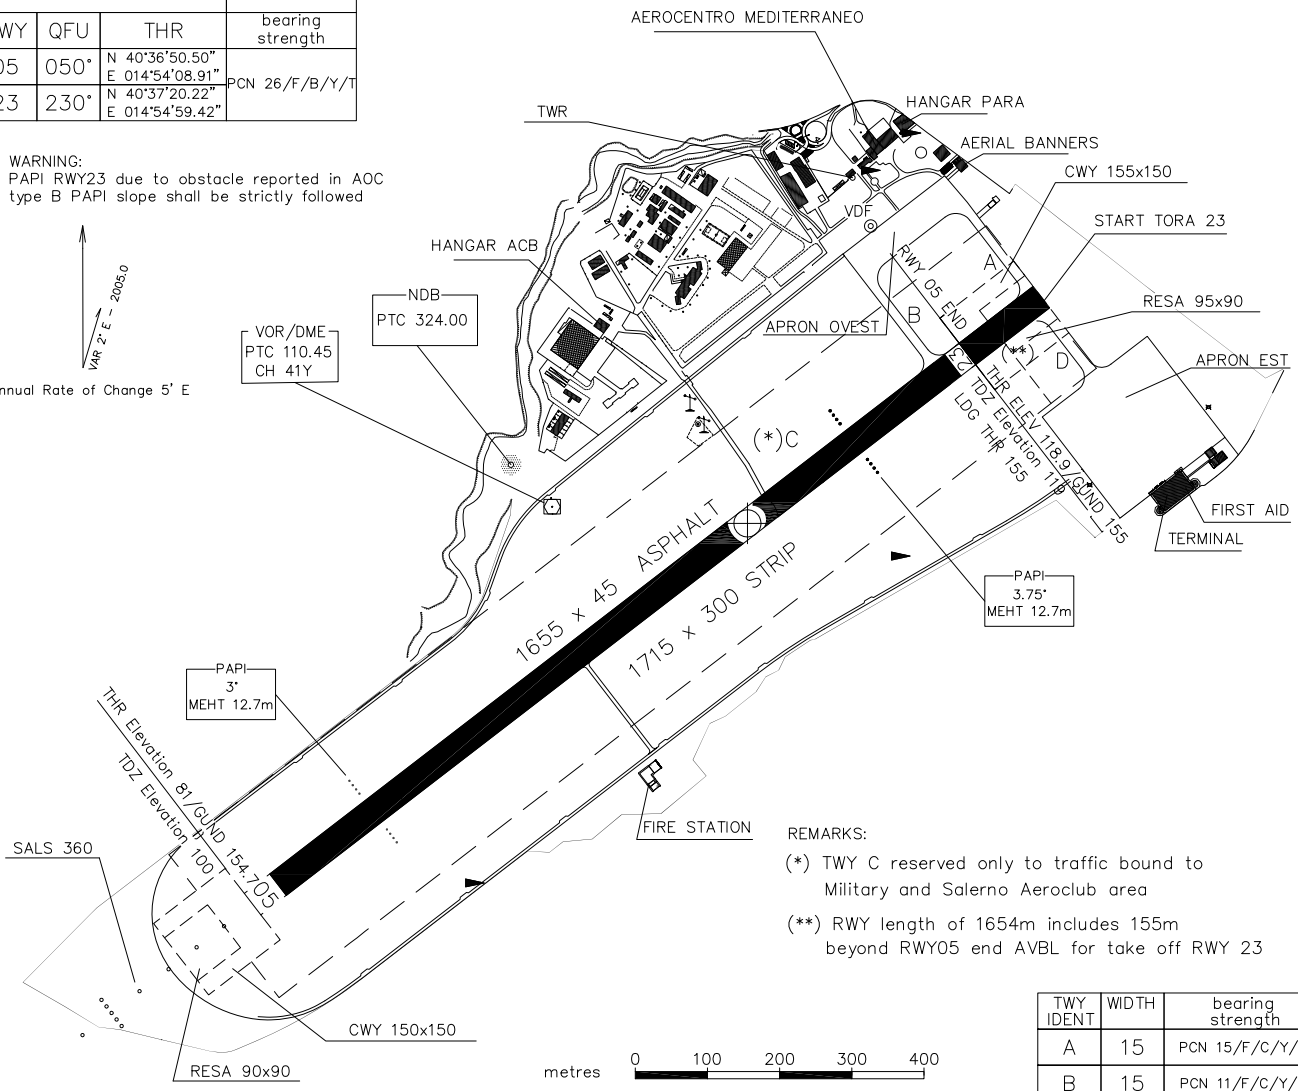 WY QFU THR bearing strength
05 050° N 40°36'50.50" E 014°54'08.91" PCN 26/F/B/Y/T
23 230° N 40°37'20.22" E 014°54'59.42"
WARNING:
PAPI RWY23 due to obstacle reported in AOC
type B PAPI slope shall be strictly followed
VAR 2° E - 2005.0
nnual Rate of Change 5' E
AEROCENTRO MEDITERRANEO
TWR
HANGAR PARA
AERIAL BANNERS
CWY 155x150
VDF
START TORA 23
HANGAR ACB
NDB
PTC 324.00
VOR/DME
PTC 110.45
CH 41Y
RWY 05 END
A
B
APRON OVEST
RESA 95x90
(**)
D
APRON EST
23
THR ELEV 118.9/GUND 155
TDZ Elevation 119
LDG THR 155
(*)C
FIRST AID
TERMINAL
1655 x 45 ASPHALT
1715 x 300 STRIP
PAPI
3.75°
MEHT 12.7m
PAPI
3°
MEHT 12.7m
THR Elevation 81/GUND 154.7
TDZ Elevation 100
05
SALS 360
FIRE STATION
CWY 150x150
RESA 90x90
REMARKS:
(*) TWY C reserved only to traffic bound to
Military and Salerno Aeroclub area
(**) RWY length of 1654m includes 155m
beyond RWY05 end AVBL for take off RWY 23
metres 0 100 200 300 400
TWY IDENT WIDTH bearing strength
A 15 PCN 15/F/C/Y/
B 15 PCN 11/F/C/Y/